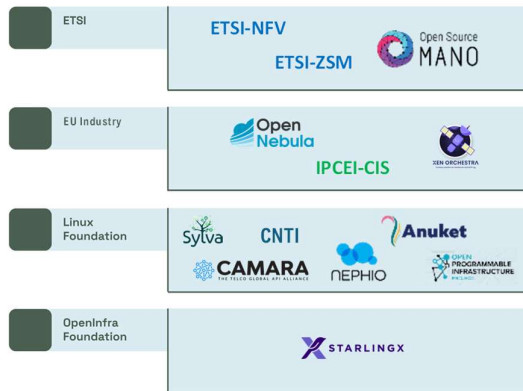 ETSI
ETSI-NFV
ETSI-ZSM
Open Source
MANO
EU Industry
Open
Nebula
IPCEI-CIS
XEN ORCHESTRA
Linux
Foundation
Sylva
CNTI
Anuket
CAMARA
THE TELCO GLOBAL API ALLIANCE
NEPHIO
OPEN
PROGRAMMABLE
INFRASTRUCTURE
PROJECT
OpenInfra
Foundation
STARLINGX